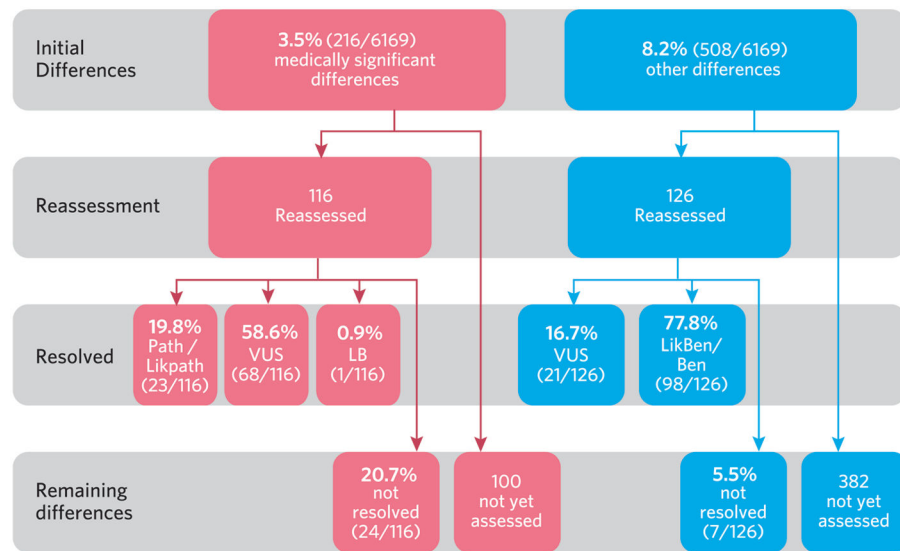 Initial
Differences
3.5% (216/6169)
medically significant
differences
8.2% (508/6169)
other differences
Reassessment
116
Reassessed
126
Reassessed
Resolved
19.8%
Path /
Likpath
(23/116)
58.6%
VUS
(68/116)
0.9%
LB
(1/116)
16.7%
VUS
(21/126)
77.8%
LikBen/
Ben
(98/126)
Remaining
differences
20.7%
not
resolved
(24/116)
100
not yet
assessed
5.5%
not
resolved
(7/126)
382
not yet
assessed